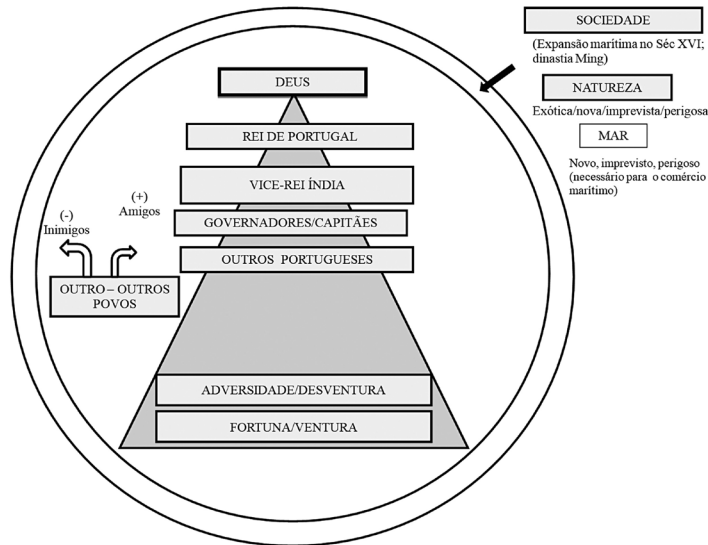 SOCIEDADE
(Expansão marítima no Séc XVI;
dinastia Ming)
NATUREZA
Exótica/nova/imprevista/perigosa
MAR
Novo, imprevisto, perigoso
(necessário para o comércio
marítimo)
DEUS
REI DE PORTUGAL
VICE-REI ÍNDIA
GOVERNADORES/CAPITÃES
OUTROS PORTUGUESES
(-)
Inimigos
(+)
Amigos
OUTRO – OUTROS
POVOS
ADVERSIDADE/DESVENTURA
FORTUNA/VENTURA